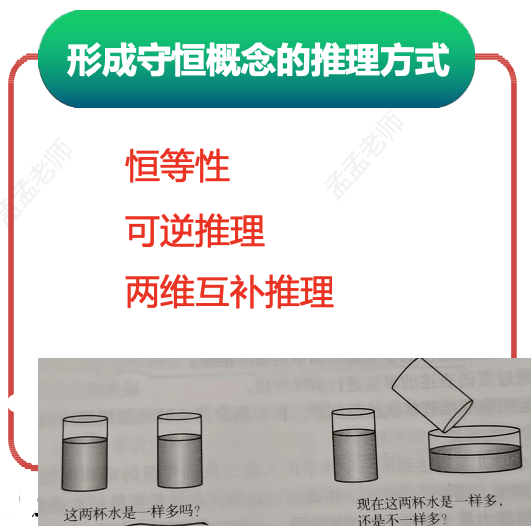 形成守恒概念的推理方式
孟孟老师
孟孟老师
恒等性
可逆推理
两维互补推理
这两杯水是一样多吗?
现在这两杯水是一样多，
还是不一样多?